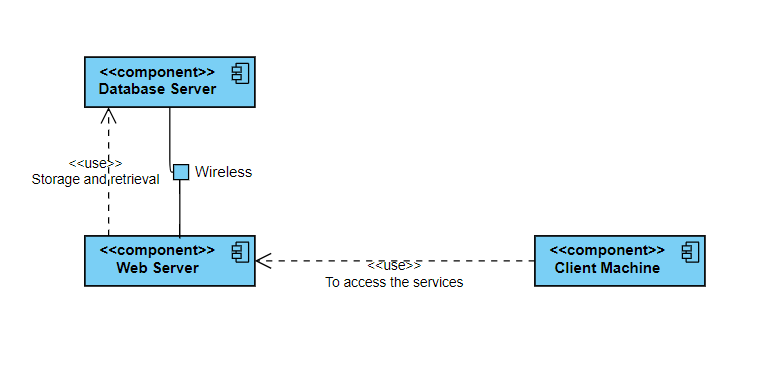 <<component>>
Database Server
<<use>>
Storage and retrieval
Wireless
<<component>>
Web Server
<<use>>
To access the services
<<component>>
Client Machine